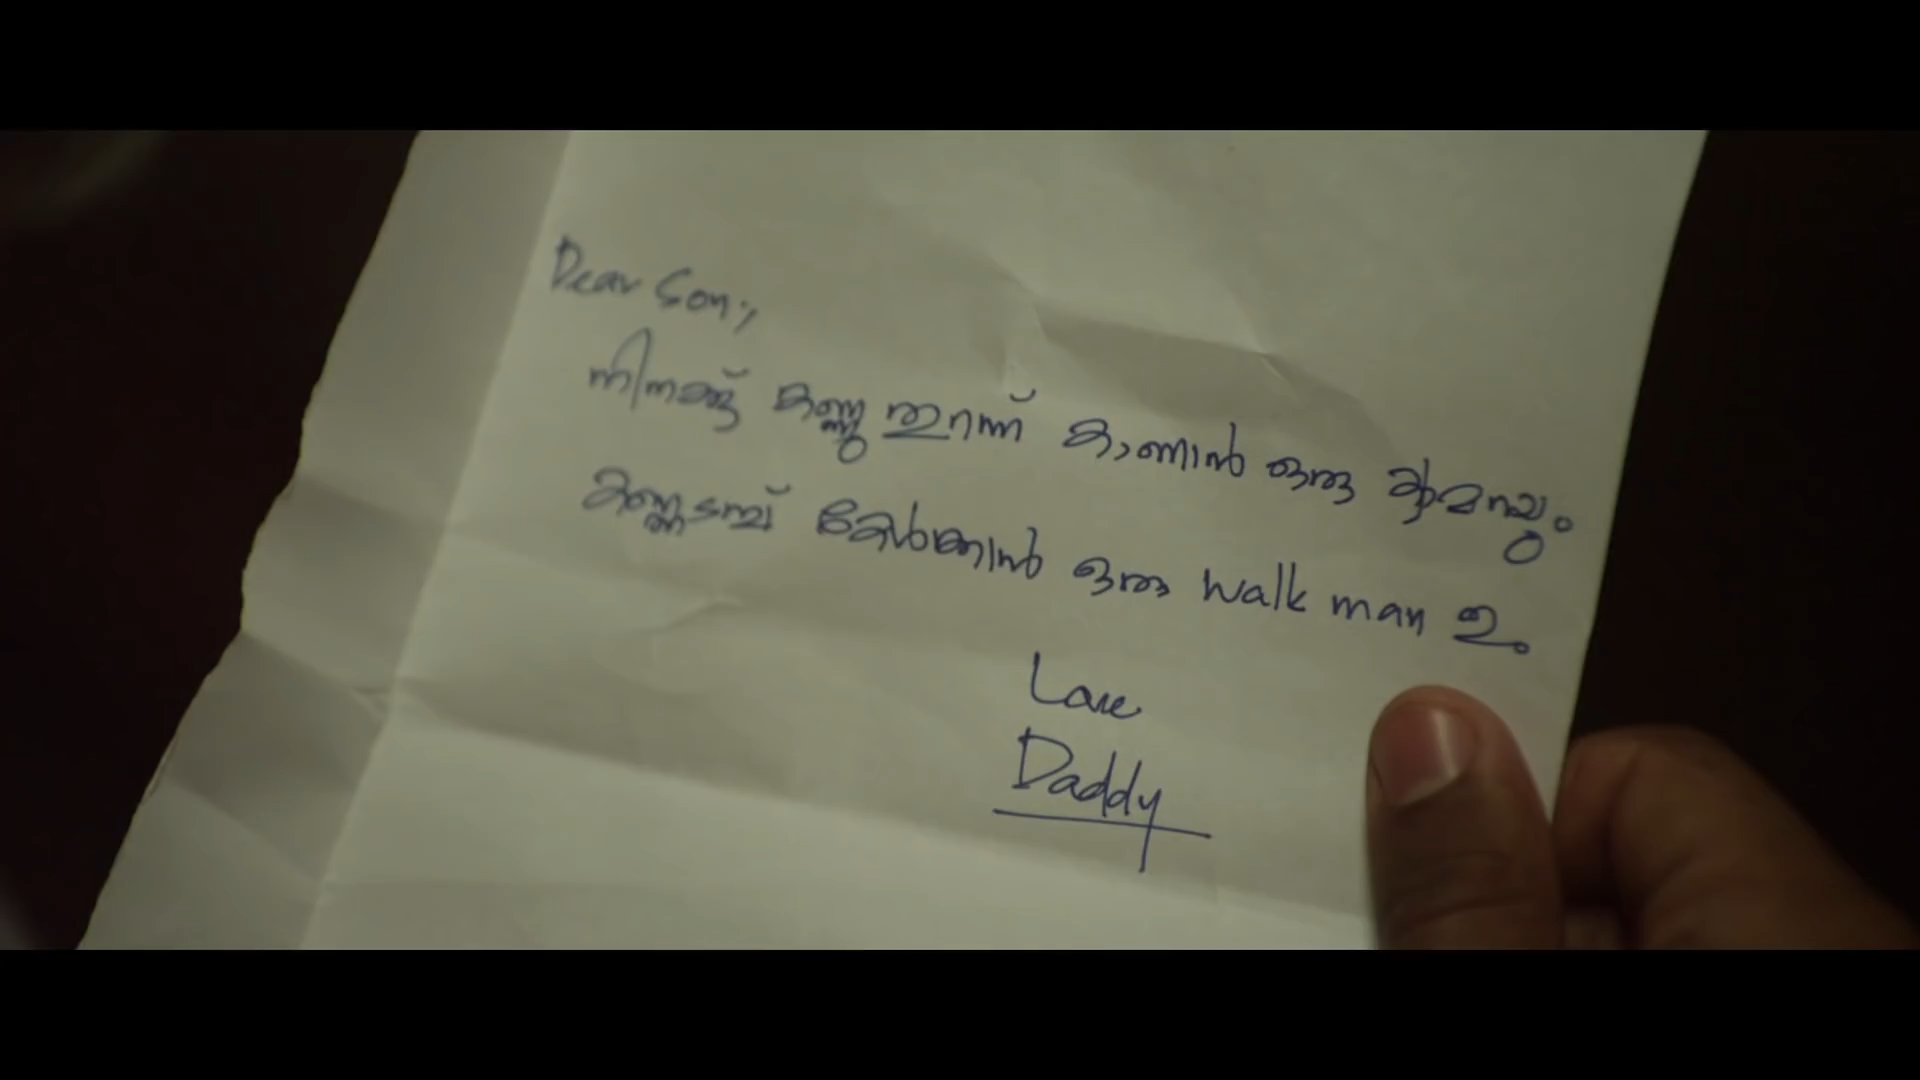 Dear Son,
നിനക്ക് കണ്ണു തുറന്ന് കാണാൻ ഒരു ക്യാമറയും
കണ്ണടച്ച് കേൾക്കാൻ ഒരു walk man ഉം
Love
Daddy